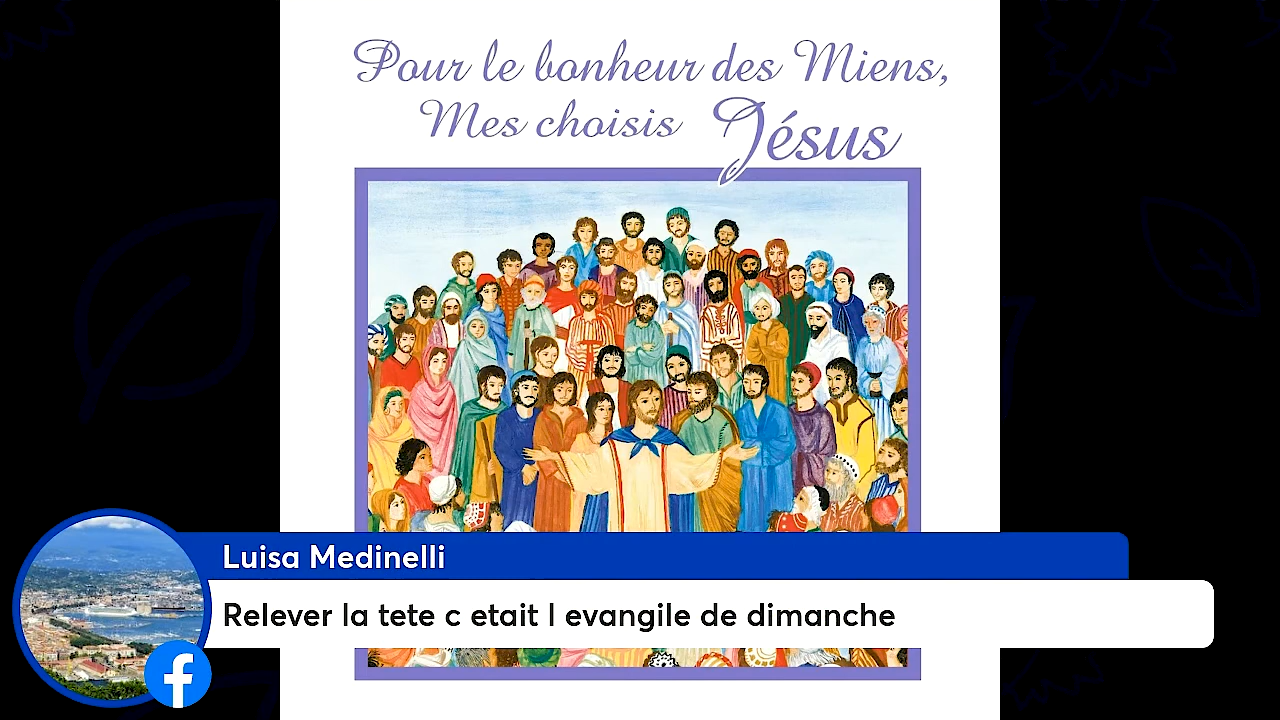 Pour le bonheur des Miens,
Mes choisis Jésus
Luisa Medinelli
Relever la tete c etait l evangile de dimanche